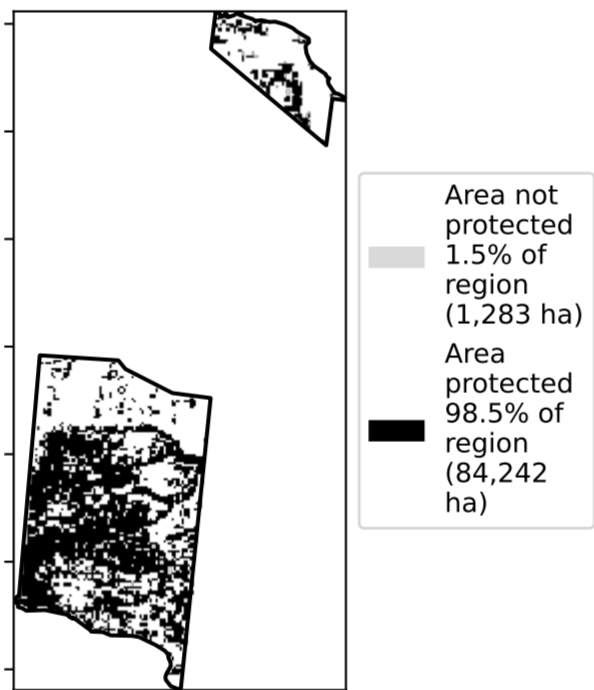 Area not
protected
1.5% of
region
(1,283 ha)
Area
protected
98.5% of
region
(84,242
ha)